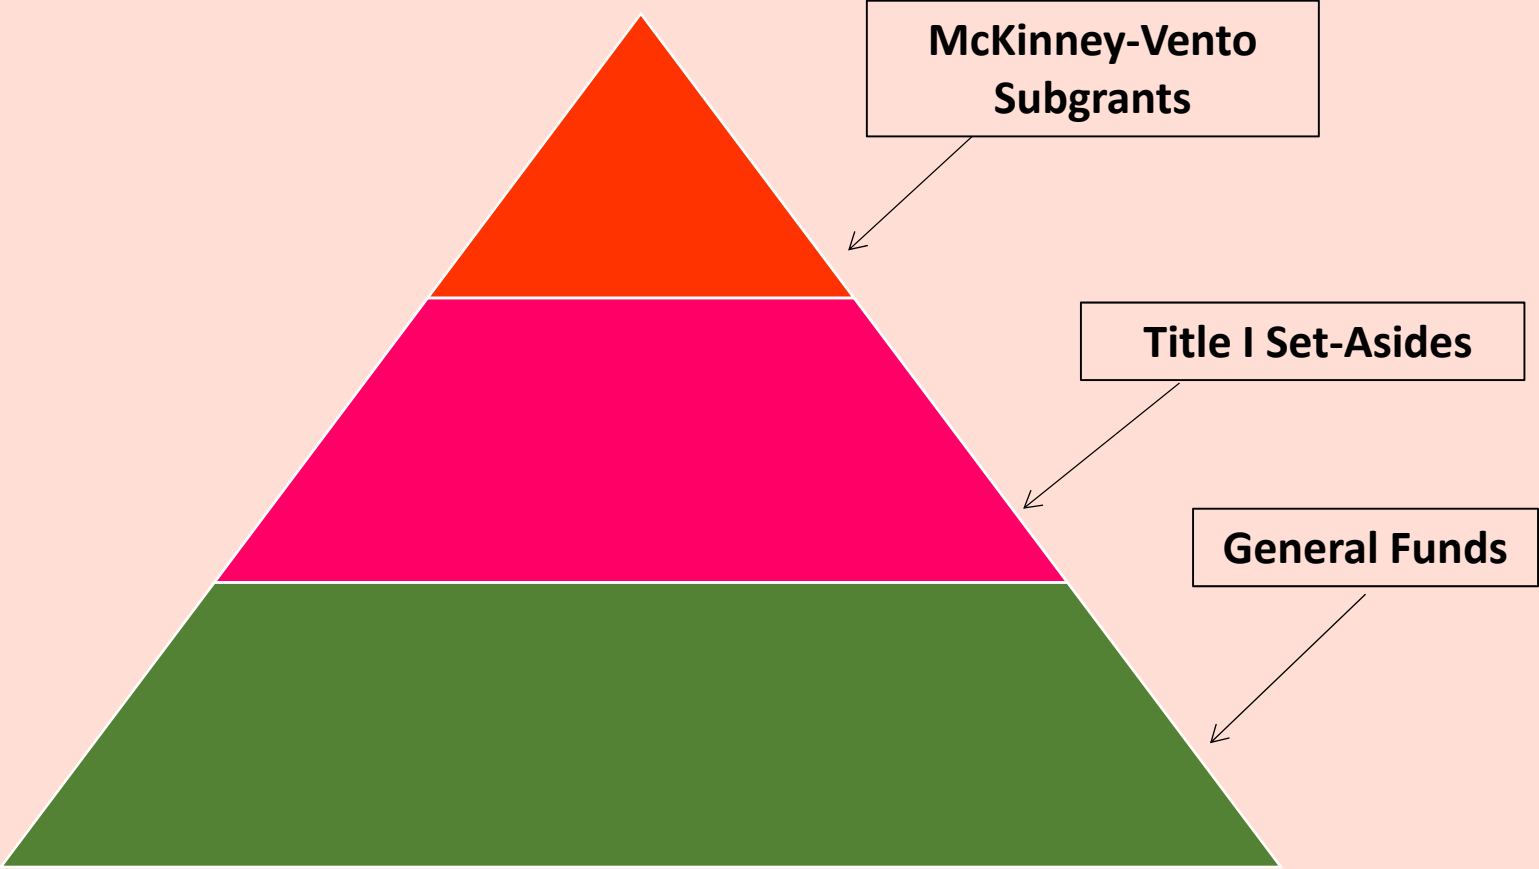 McKinney-Vento
Subgrants
Title I Set-Asides
General Funds